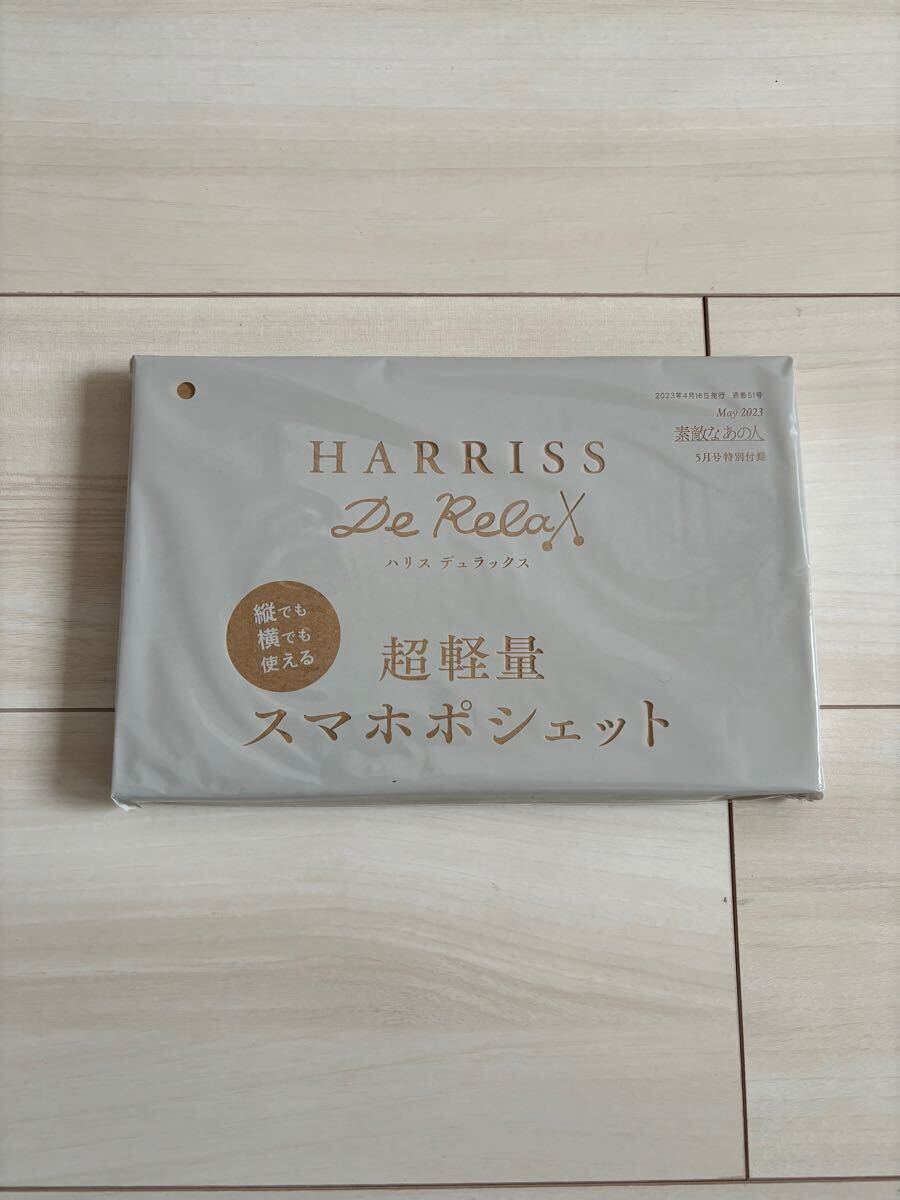 2023年4月16日発行 通巻51号
May 2023
素敵なあの人
5月号特別付録
HARRISS
De Relax
ハリス デュラックス
縦でも
横でも
使える
超軽量
スマホポシェット